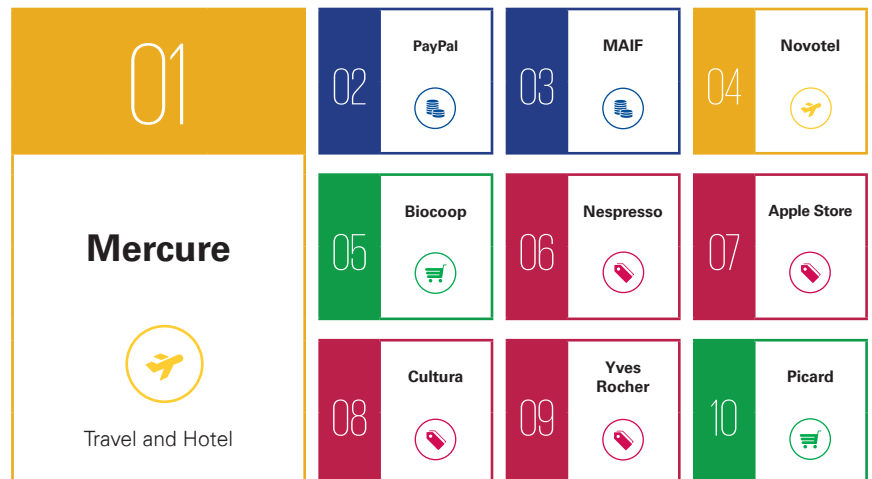 01
Mercure
Travel and Hotel
02
PayPal
03
MAIF
04
Novotel
05
Biocoop
06
Nespresso
07
Apple Store
08
Cultura
09
Yves
Rocher
10
Picard